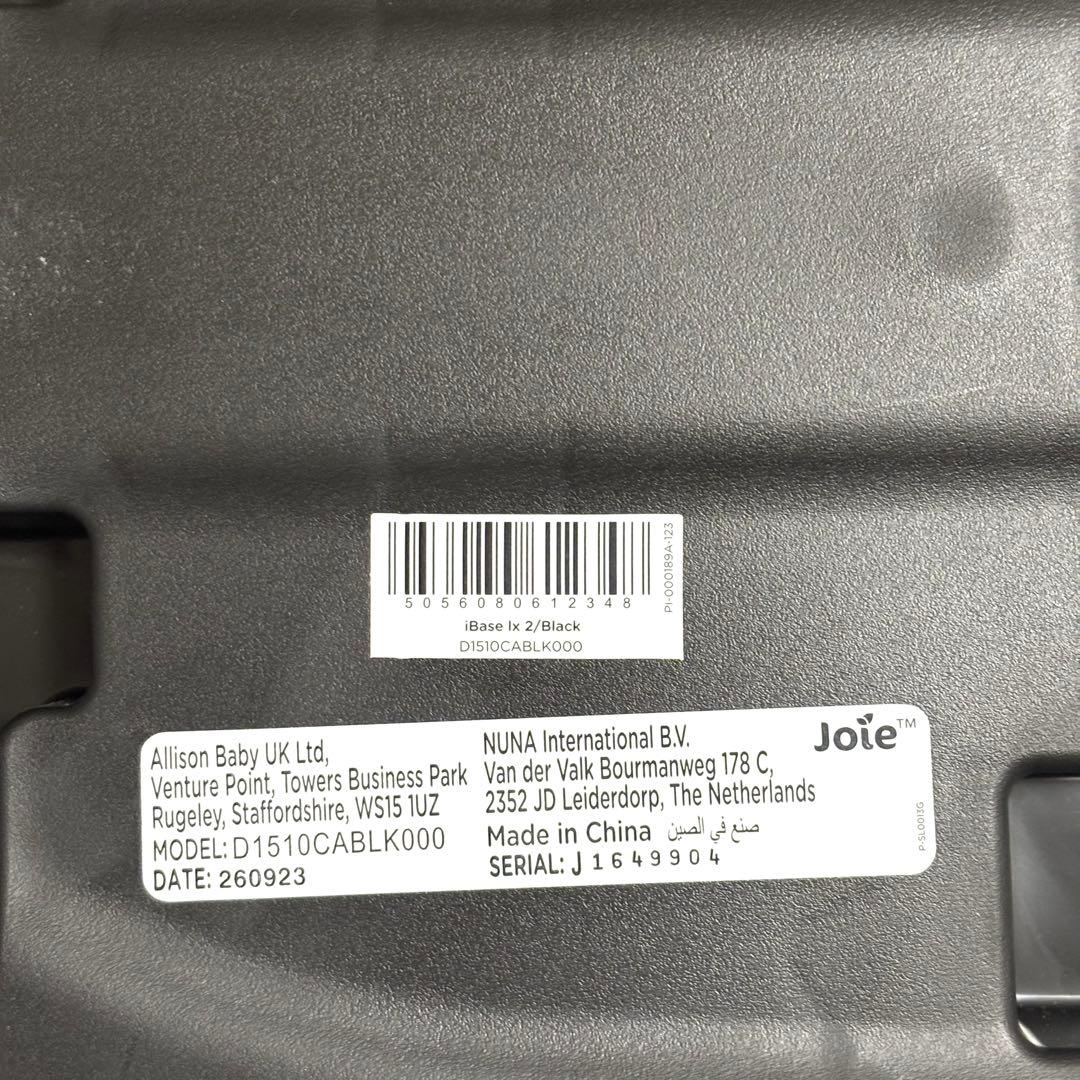 5056080612348
iBase lx 2/Black
D1510CABLK000
PI-000189A-123
Allison Baby UK Ltd,
Venture Point, Towers Business Park
Rugeley, Staffordshire, WS15 1UZ
MODEL: D1510CABLK000
DATE: 260923
NUNA International B.V.
Van der Valk Bourmanweg 178 C,
2352 JD Leiderdorp, The Netherlands
Made in China صنع في الصين
SERIAL: J1649904
Joie™
P-SL0013G